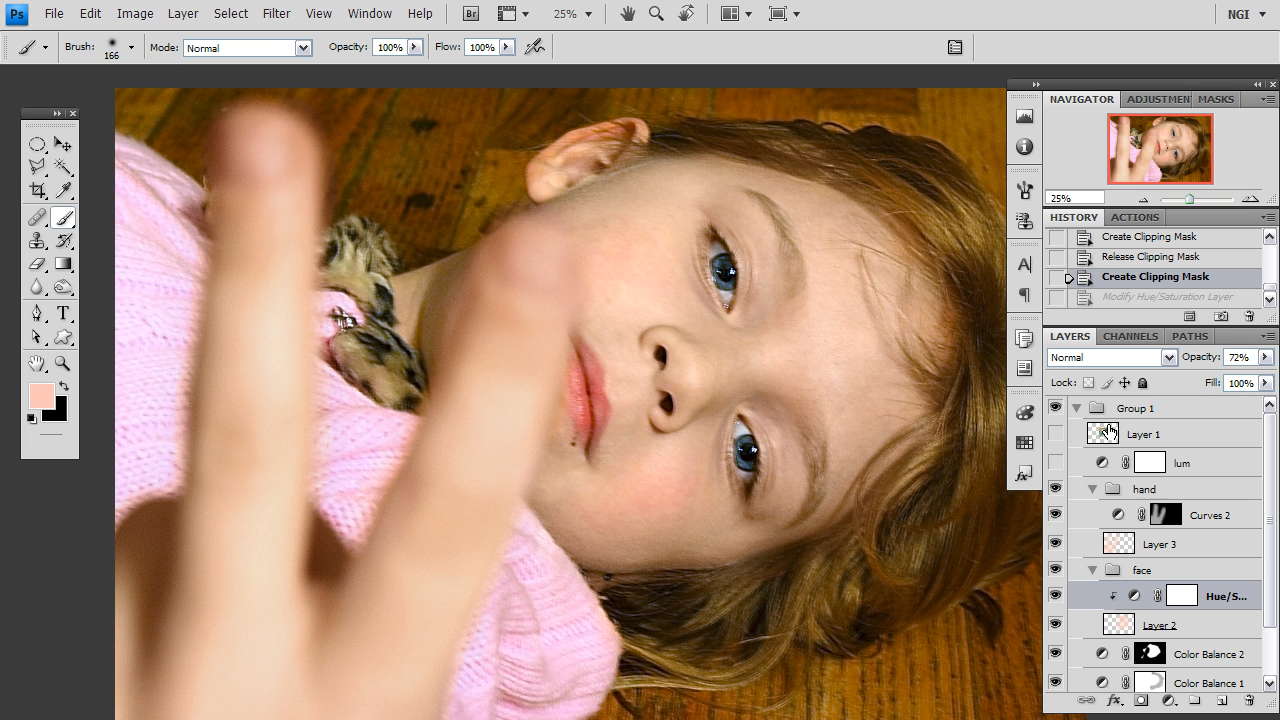 Ps File Edit Image Layer Select Filter View Window Help Br 25% NGI
Brush: 166 Mode: Normal Opacity: 100% Flow: 100%
NAVIGATOR ADJUSTMEN MASKS
25%
HISTORY ACTIONS
Create Clipping Mask
Release Clipping Mask
Create Clipping Mask
Modify Hue/Saturation Layer
LAYERS CHANNELS PATHS
Normal Opacity: 72%
Lock: Fill: 100%
Group 1
Layer 1
lum
hand
Curves 2
Layer 3
face
Hue/S...
Layer 2
Color Balance 2
Color Balance 1